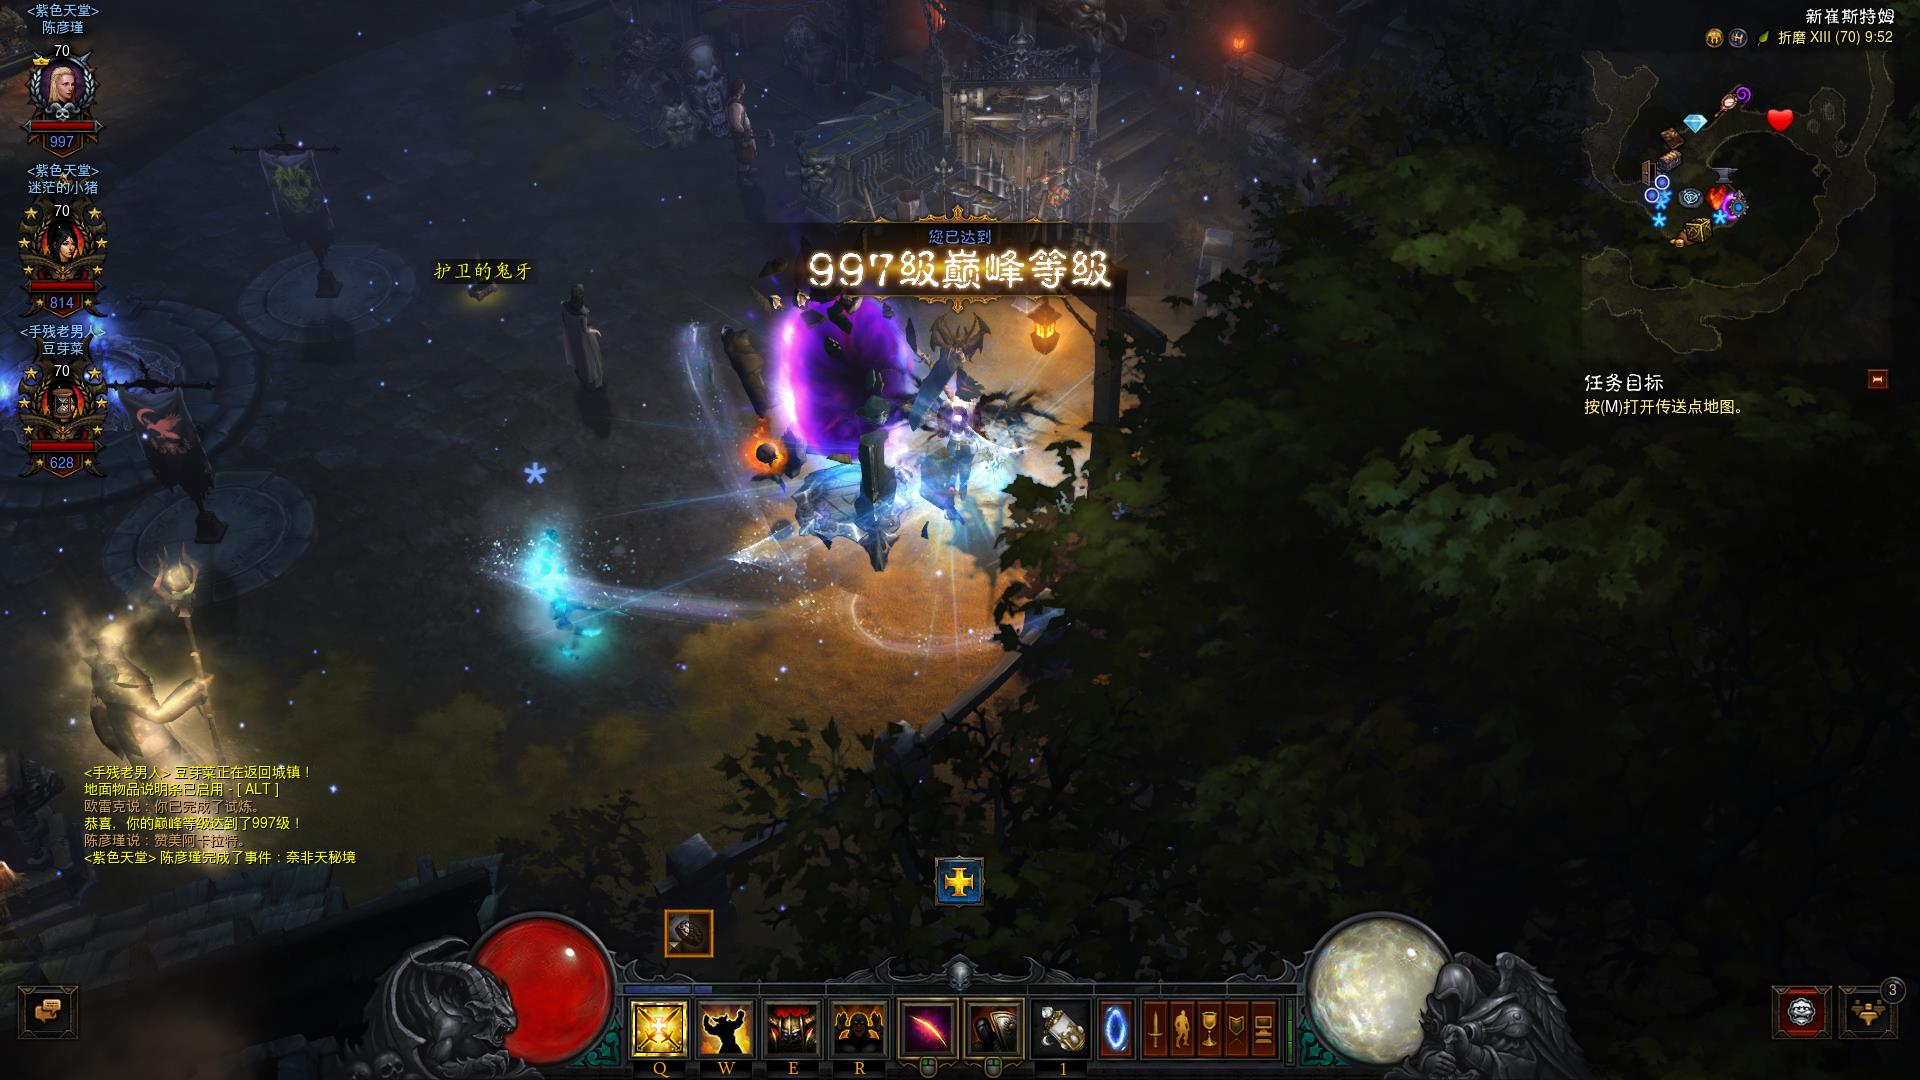 <紫色天堂>
陈彦瑾
70
997
<紫色天堂>
迷茫的小猪
70
814
<手残老男人>
豆芽菜
70
628
新崔斯特姆
折磨 XIII (70) 9:52
您已达到
997级巅峰等级
护卫的鬼牙
任务目标
按(M)打开传送点地图。
<手残老男人> 豆芽菜正在返回城镇！
地面物品说明条已启用 - [ ALT ]
欧雷克说：你已完成了试炼。
恭喜，你的巅峰等级达到了997级！
陈彦瑾说：赞美阿卡拉特。
<紫色天堂> 陈彦瑾完成了事件：奈非天秘境
3
Q W E R 1